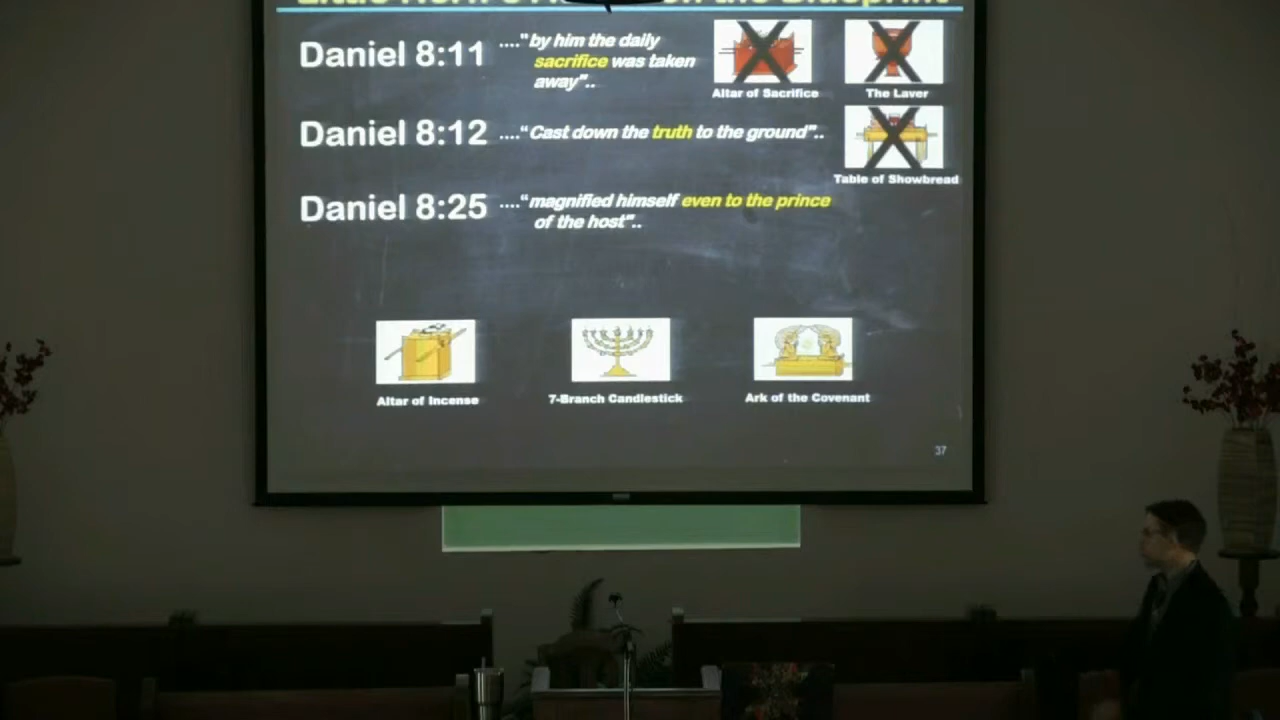 Daniel 8:11 ...."by him the daily
sacrifice was taken
away"..
Altar of Sacrifice
The Laver
Daniel 8:12 ...."Cast down the truth to the ground"..
Table of Showbread
Daniel 8:25 ...."magnified himself even to the prince
of the host"..
Altar of Incense
7-Branch Candlestick
Ark of the Covenant
37